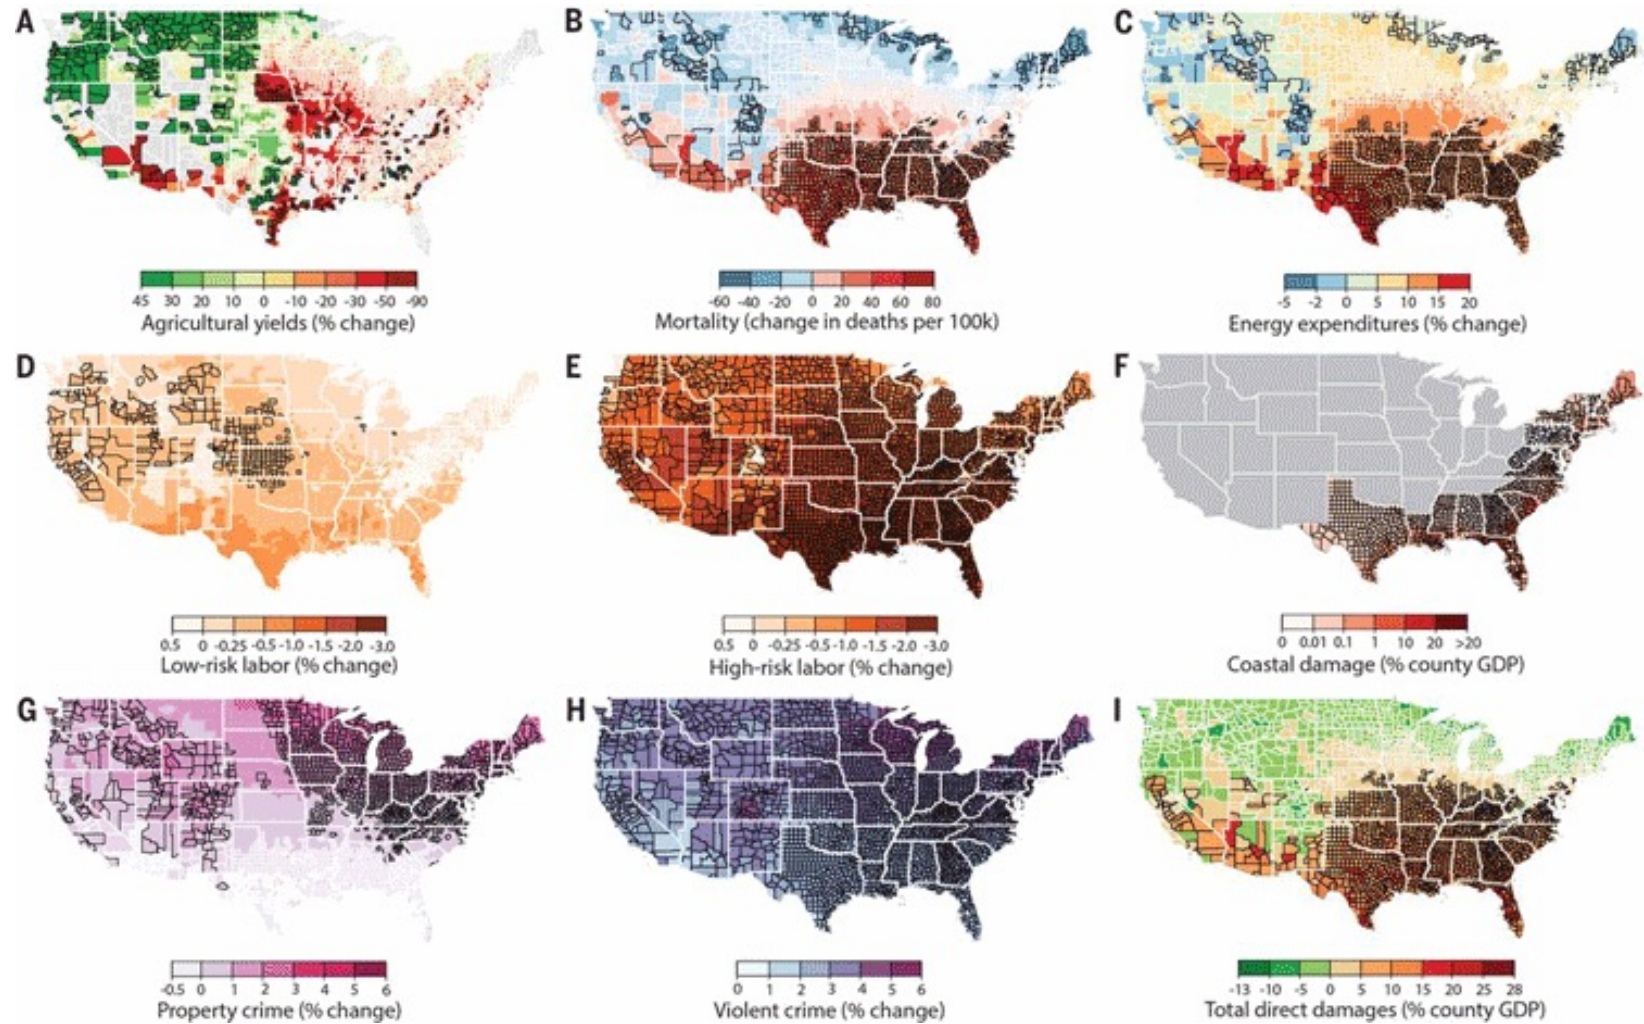 A
B
C
45 30 20 10 0 -10 -20 -30 -50 -90
Agricultural yields (% change)
-60 -40 -20 0 20 40 60 80
Mortality (change in deaths per 100k)
-5 -2 0 5 10 15 20
Energy expenditures (% change)
D
E
F
0.5 0 -0.25 -0.5 -1.0 -1.5 -2.0 -3.0
Low-risk labor (% change)
0.5 0 -0.25 -0.5 -1.0 -1.5 -2.0 -3.0
High-risk labor (% change)
0 0.01 0.1 1 10 20 >20
Coastal damage (% county GDP)
G
H
I
-0.5 0 1 2 3 4 5 6
Property crime (% change)
0 1 2 3 4 5 6
Violent crime (% change)
-13 -10 -5 0 5 10 15 20 28
Total direct damages (% county GDP)